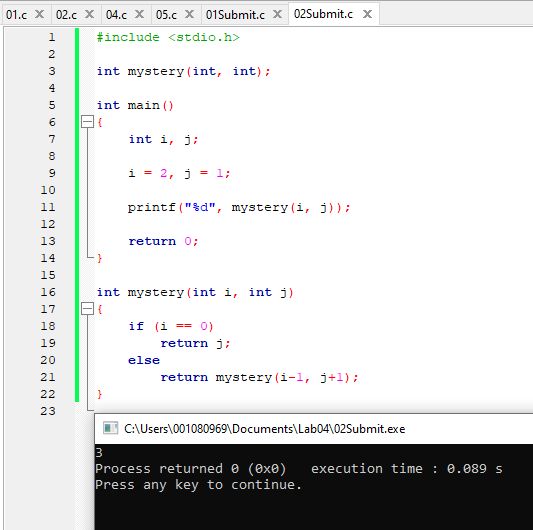 01.c 02.c 04.c 05.c 01Submit.c 02Submit.c
1 #include <stdio.h>
2
3 int mystery(int, int);
4
5 int main()
6 {
7 int i, j;
8
9 i = 2, j = 1;
10
11 printf("%d", mystery(i, j));
12
13 return 0;
14 }
15
16 int mystery(int i, int j)
17 {
18 if (i == 0)
19 return j;
20 else
21 return mystery(i-1, j+1);
22 }
23
C:\Users\001080969\Documents\Lab04\02Submit.exe
3
Process returned 0 (0x0) execution time : 0.089 s
Press any key to continue.